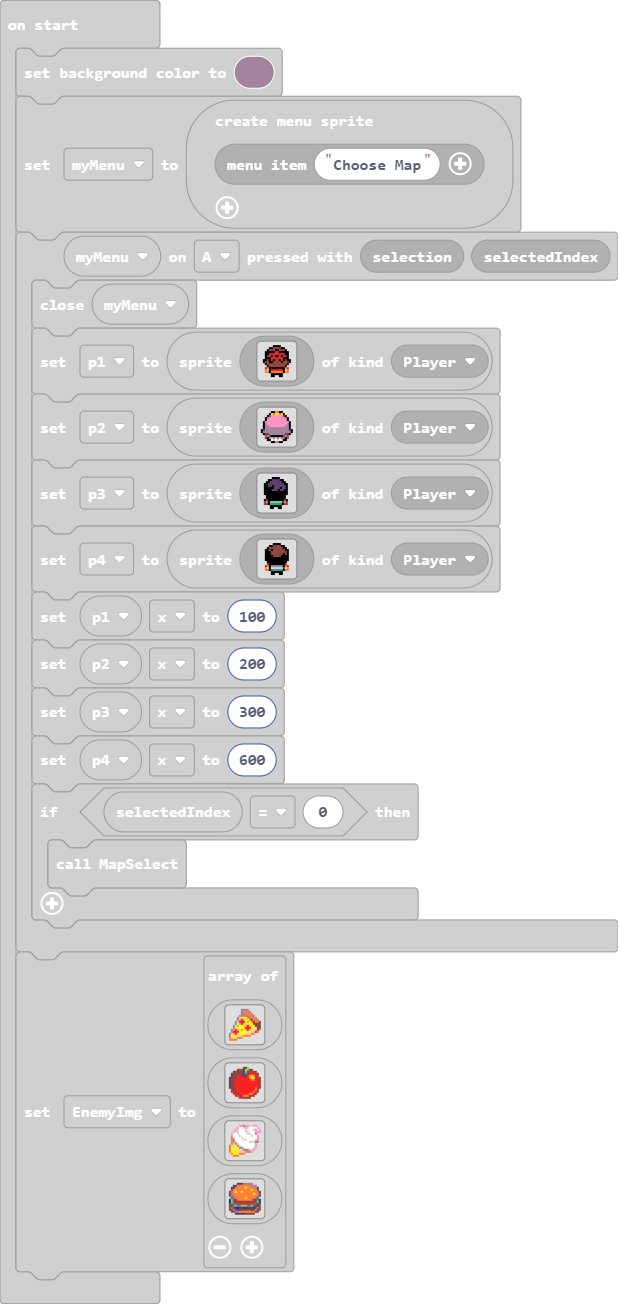 on start
set background color to
create menu sprite
set myMenu to menu item "Choose Map"
myMenu on A pressed with selection selectedIndex
close myMenu
set p1 to sprite of kind Player
set p2 to sprite of kind Player
set p3 to sprite of kind Player
set p4 to sprite of kind Player
set p1 x to 100
set p2 x to 200
set p3 x to 300
set p4 x to 600
if selectedIndex = 0 then
call MapSelect
array of
set EnemyImg to